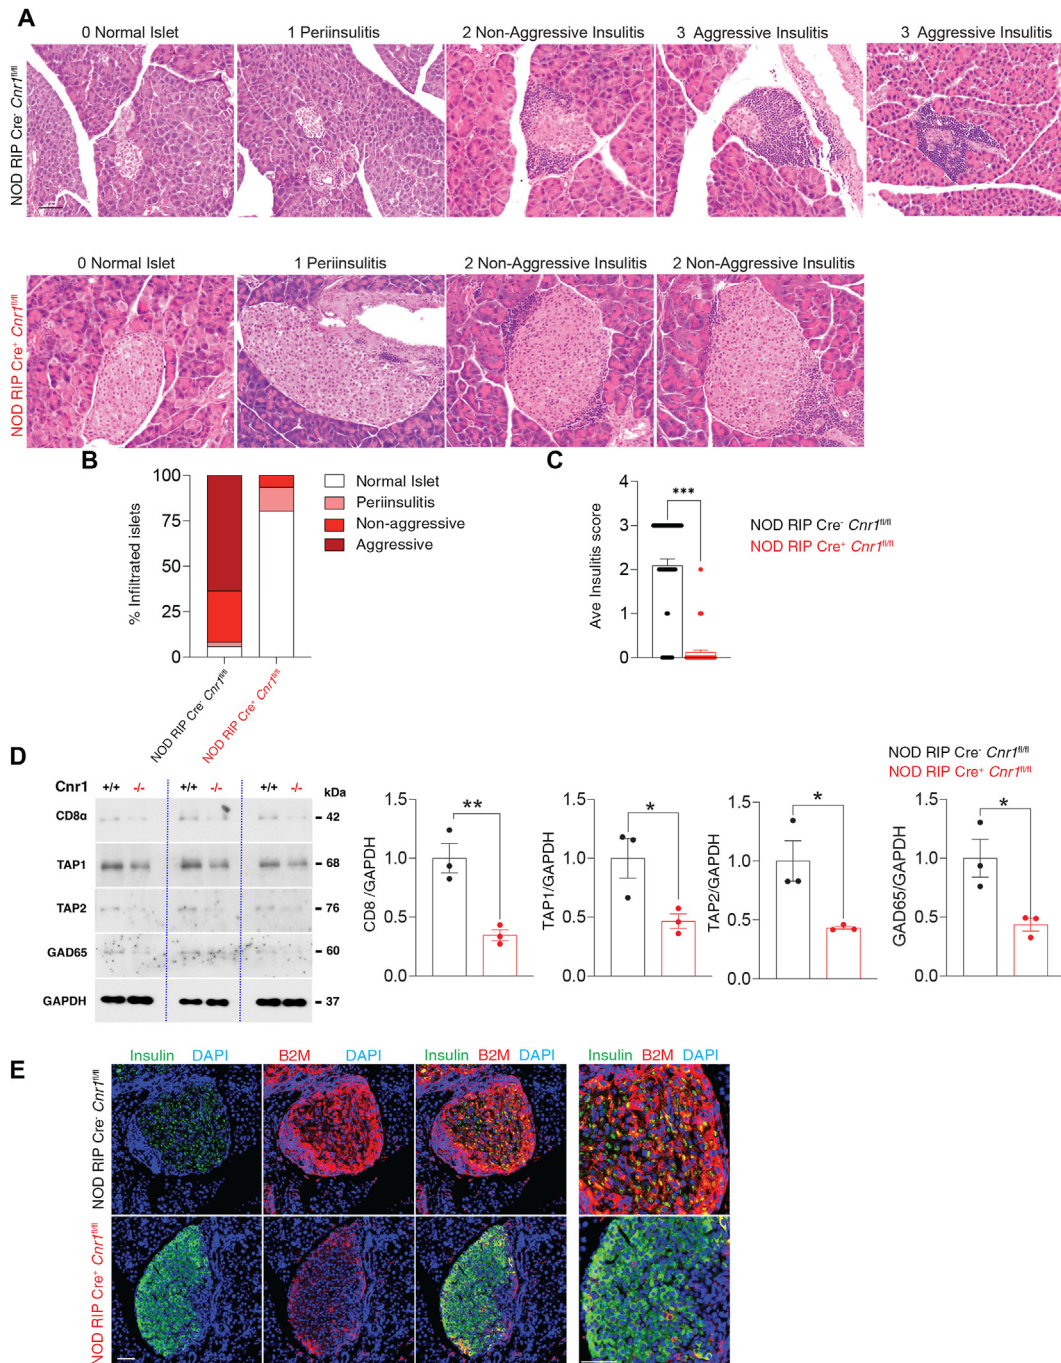 A
0 Normal Islet
1 Periinsulitis
2 Non-Aggressive Insulitis
3 Aggressive Insulitis
3 Aggressive Insulitis
NOD RIP Cre- Cnr1fl/fl
0 Normal Islet
1 Periinsulitis
2 Non-Aggressive Insulitis
2 Non-Aggressive Insulitis
NOD RIP Cre+ Cnr1fl/fl
B
% Infiltrated islets
100
75
50
25
0
NOD RIP Cre- Cnr1fl/fl
NOD RIP Cre+ Cnr1fl/fl
Normal Islet
Periinsulitis
Non-aggressive
Aggressive
C
Ave Insulitis score
4
3
2
1
0
***
NOD RIP Cre- Cnr1fl/fl
NOD RIP Cre+ Cnr1fl/fl
D
Cnr1 +/+ -/- +/+ -/- +/+ -/- kDa
CD8α 42
TAP1 68
TAP2 76
GAD65 60
GAPDH 37
NOD RIP Cre- Cnr1fl/fl
NOD RIP Cre+ Cnr1fl/fl
CD8 /GAPDH
1.5
1.0
0.5
0.0
**
TAP1/GAPDH
1.5
1.0
0.5
0.0
*
TAP2/GAPDH
1.5
1.0
0.5
0.0
*
GAD65/GAPDH
1.5
1.0
0.5
0.0
*
E
Insulin DAPI
B2M DAPI
Insulin B2M DAPI
Insulin B2M DAPI
NOD RIP Cre- Cnr1fl/fl
NOD RIP Cre+ Cnr1fl/fl